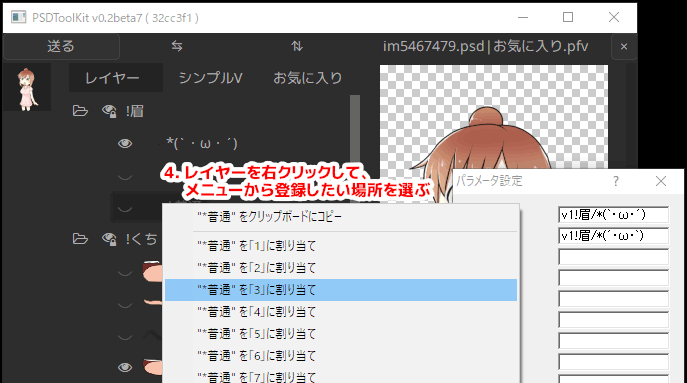 PSDToolKit v0.2beta7 ( 32cc3f1 )
送る
im5467479.psd|お気に入り.pfv
レイヤー シンプルV お気に入り
!眉
*(`・ω・´)
4. レイヤーを右クリックして、
メニューから登録したい場所を選ぶ
パラメータ設定
"*普通" をクリップボードにコピー
v1!眉/*(`･ω･´)
"*普通" を「1」に割り当て
v1!眉/*(`･ω･´)
!くち
"*普通" を「2」に割り当て
"*普通" を「3」に割り当て
"*普通" を「4」に割り当て
"*普通" を「5」に割り当て
"*普通" を「6」に割り当て
"*普通" を「7」に割り当て